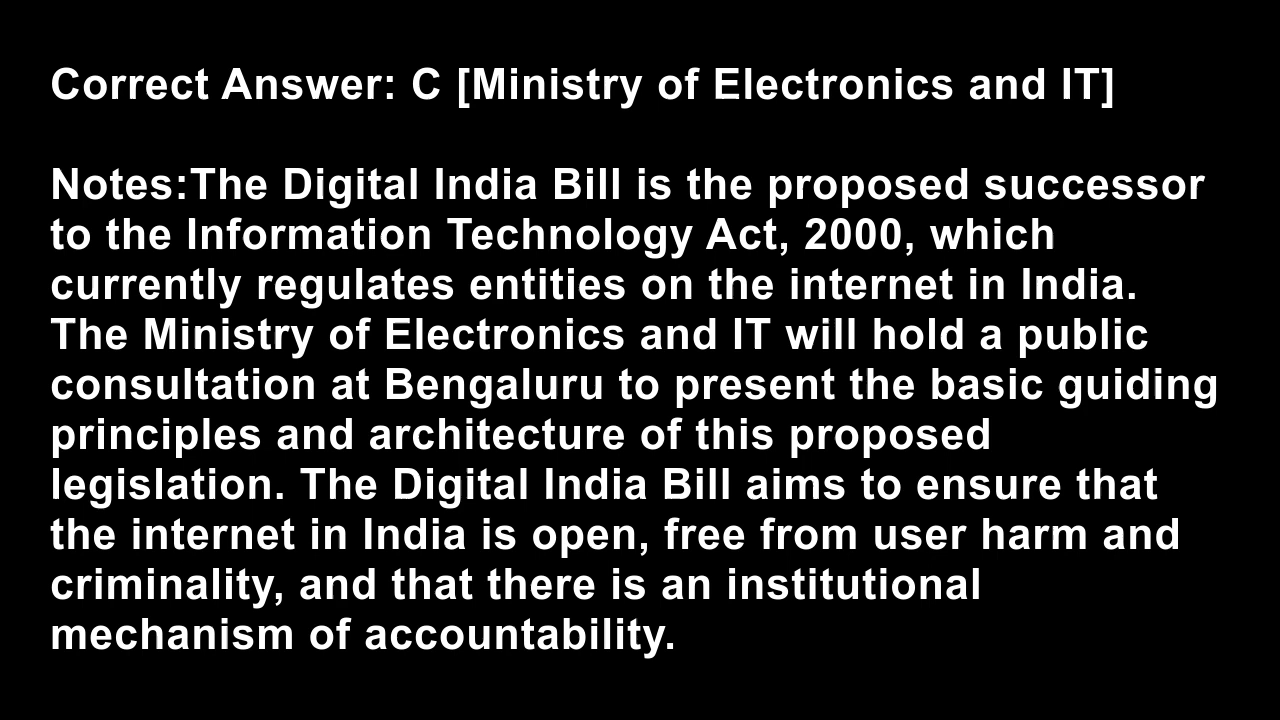 Correct Answer: C [Ministry of Electronics and IT]
Notes:The Digital India Bill is the proposed successor
to the Information Technology Act, 2000, which
currently regulates entities on the internet in India.
The Ministry of Electronics and IT will hold a public
consultation at Bengaluru to present the basic guiding
principles and architecture of this proposed
legislation. The Digital India Bill aims to ensure that
the internet in India is open, free from user harm and
criminality, and that there is an institutional
mechanism of accountability.